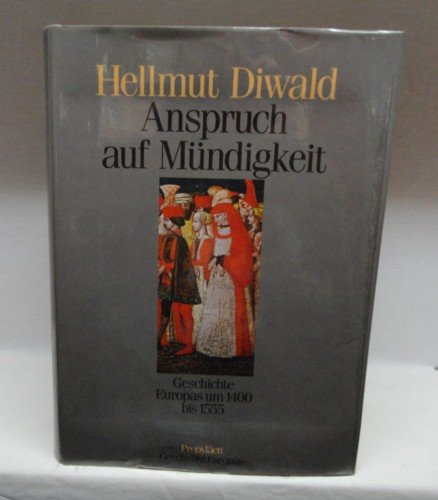 Hellmut Diwald
Anspruch
auf Mündigkeit
Geschichte
Europas um 1400
bis 1555
Propyläen
Geschichte Europas